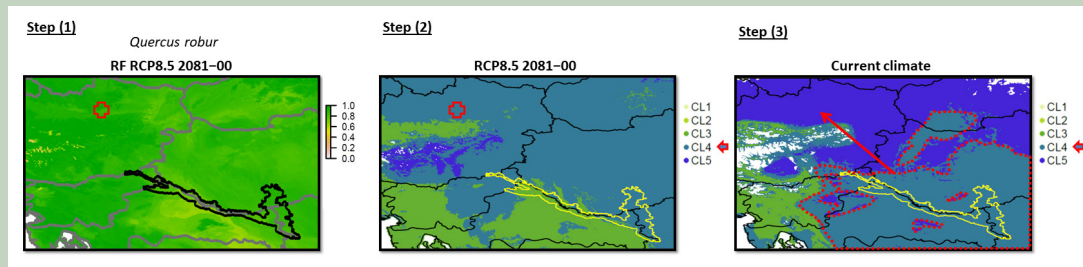 Step (1)
Quercus robur
RF RCP8.5 2081–00
1.0
0.8
0.6
0.4
0.2
0.0
Step (2)
RCP8.5 2081–00
CL1
CL2
CL3
CL4
CL5
Step (3)
Current climate
CL1
CL2
CL3
CL4
CL5